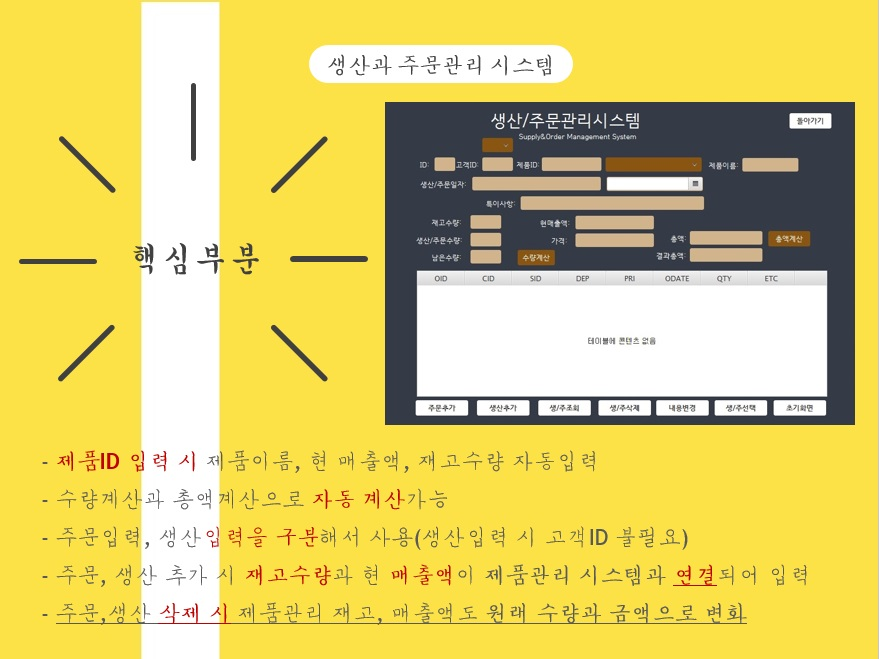 생산과 주문관리 시스템
핵심부분
생산/주문관리시스템
Supply&Order Management System
돌아가기
ID: 고객ID: 제품ID: 제품이름:
생산/주문일자:
특이사항:
재고수량: 현매출액:
생산/주문수량: 가격: 총액: 총액계산
남은수량: 수량계산 결과총액:
OID CID SID DEP PRI ODATE QTY ETC
테이블에 콘텐츠 없음
주문추가 생산추가 생/주조회 생/주삭제 내용변경 생/주선택 초기화면
- 제품ID 입력 시 제품이름, 현 매출액, 재고수량 자동입력
- 수량계산과 총액계산으로 자동 계산가능
- 주문입력, 생산입력을 구분해서 사용(생산입력 시 고객ID 불필요)
- 주문, 생산 추가 시 재고수량과 현 매출액이 제품관리 시스템과 연결되어 입력
- 주문,생산 삭제 시 제품관리 재고, 매출액도 원래 수량과 금액으로 변화